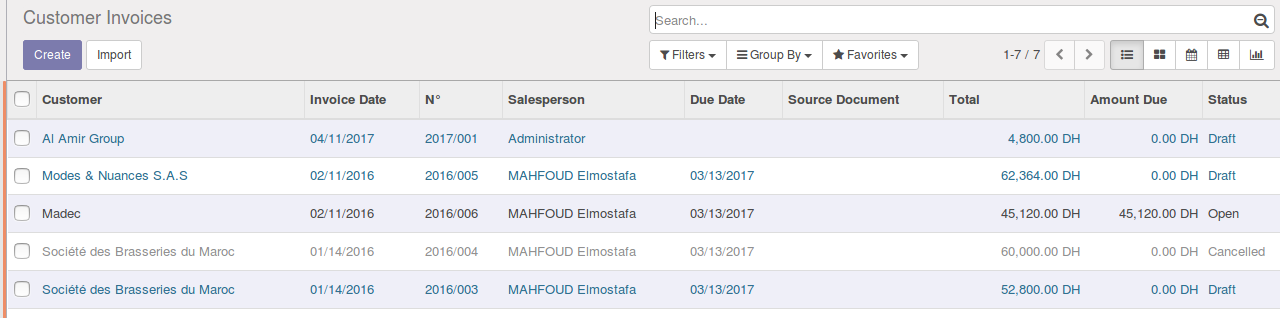 Customer Invoices
Search...
Create Import Filters Group By Favorites 1-7 / 7
Customer Invoice Date N° Salesperson Due Date Source Document Total Amount Due Status
Al Amir Group 04/11/2017 2017/001 Administrator 4,800.00 DH 0.00 DH Draft
Modes & Nuances S.A.S 02/11/2016 2016/005 MAHFOUD Elmostafa 03/13/2017 62,364.00 DH 0.00 DH Draft
Madec 02/11/2016 2016/006 MAHFOUD Elmostafa 03/13/2017 45,120.00 DH 45,120.00 DH Open
Société des Brasseries du Maroc 01/14/2016 2016/004 MAHFOUD Elmostafa 03/13/2017 60,000.00 DH 0.00 DH Cancelled
Société des Brasseries du Maroc 01/14/2016 2016/003 MAHFOUD Elmostafa 03/13/2017 52,800.00 DH 0.00 DH Draft